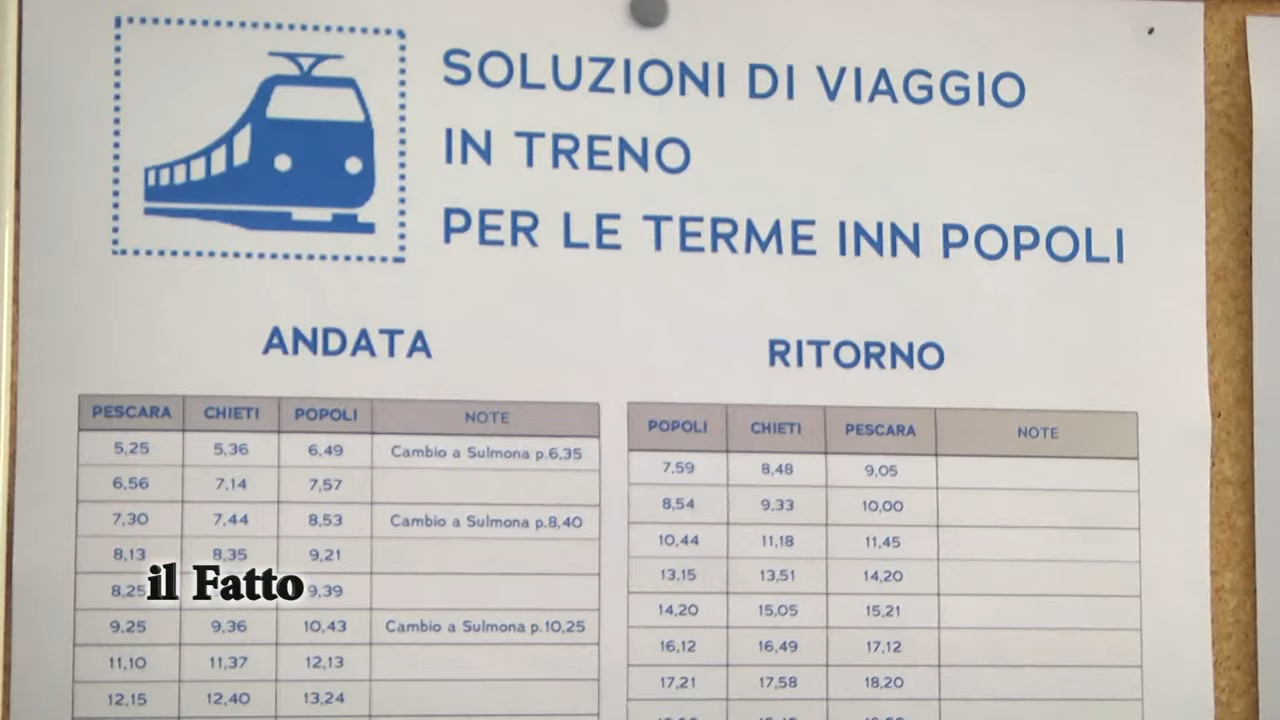 SOLUZIONI DI VIAGGIO
IN TRENO
PER LE TERME INN POPOLI
ANDATA
PESCARA CHIETI POPOLI NOTE
5,25 5,36 6,49 Cambio a Sulmona p.6,35
6,56 7,14 7,57
7,30 7,44 8,53 Cambio a Sulmona p.8,40
8,13 8,35 9,21
8,25 9,39
il Fatto
9,25 9,36 10,43 Cambio a Sulmona p.10,25
11,10 11,37 12,13
12,15 12,40 13,24
RITORNO
POPOLI CHIETI PESCARA NOTE
7,59 8,48 9,05
8,54 9,33 10,00
10,44 11,18 11,45
13,15 13,51 14,20
14,20 15,05 15,21
16,12 16,49 17,12
17,21 17,58 18,20